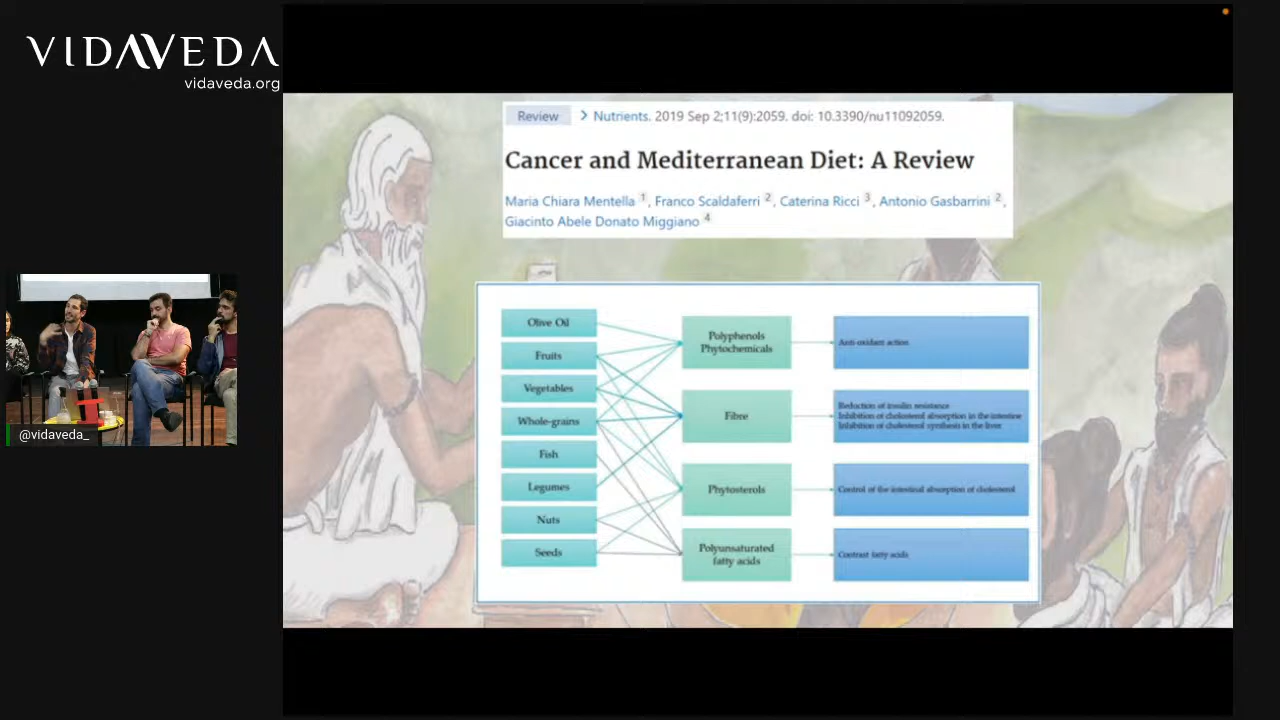 VIDAVEDA
vidaveda.org
Review
Nutrients. 2019 Sep 2;11(9):2059. doi: 10.3390/nu11092059.
Cancer and Mediterranean Diet: A Review
Maria Chiara Mentella 1, Franco Scaldaferri 2, Caterina Ricci 3, Antonio Gasbarrini 2,
Giacinto Abele Donato Miggiano 4
Olive Oil
Fruits
Vegetables
Whole-grains
Fish
Legumes
Nuts
Seeds
Polyphenols
Phytochemicals
Fibre
Phytosterols
Polyunsaturated
fatty acids
Anti-oxidant action
Reduction of insulin resistance
Inhibition of cholesterol absorption in the intestine
Inhibition of cholesterol synthesis in the liver
Control of the intestinal absorption of cholesterol
Contrast fatty acids
@vidaveda_